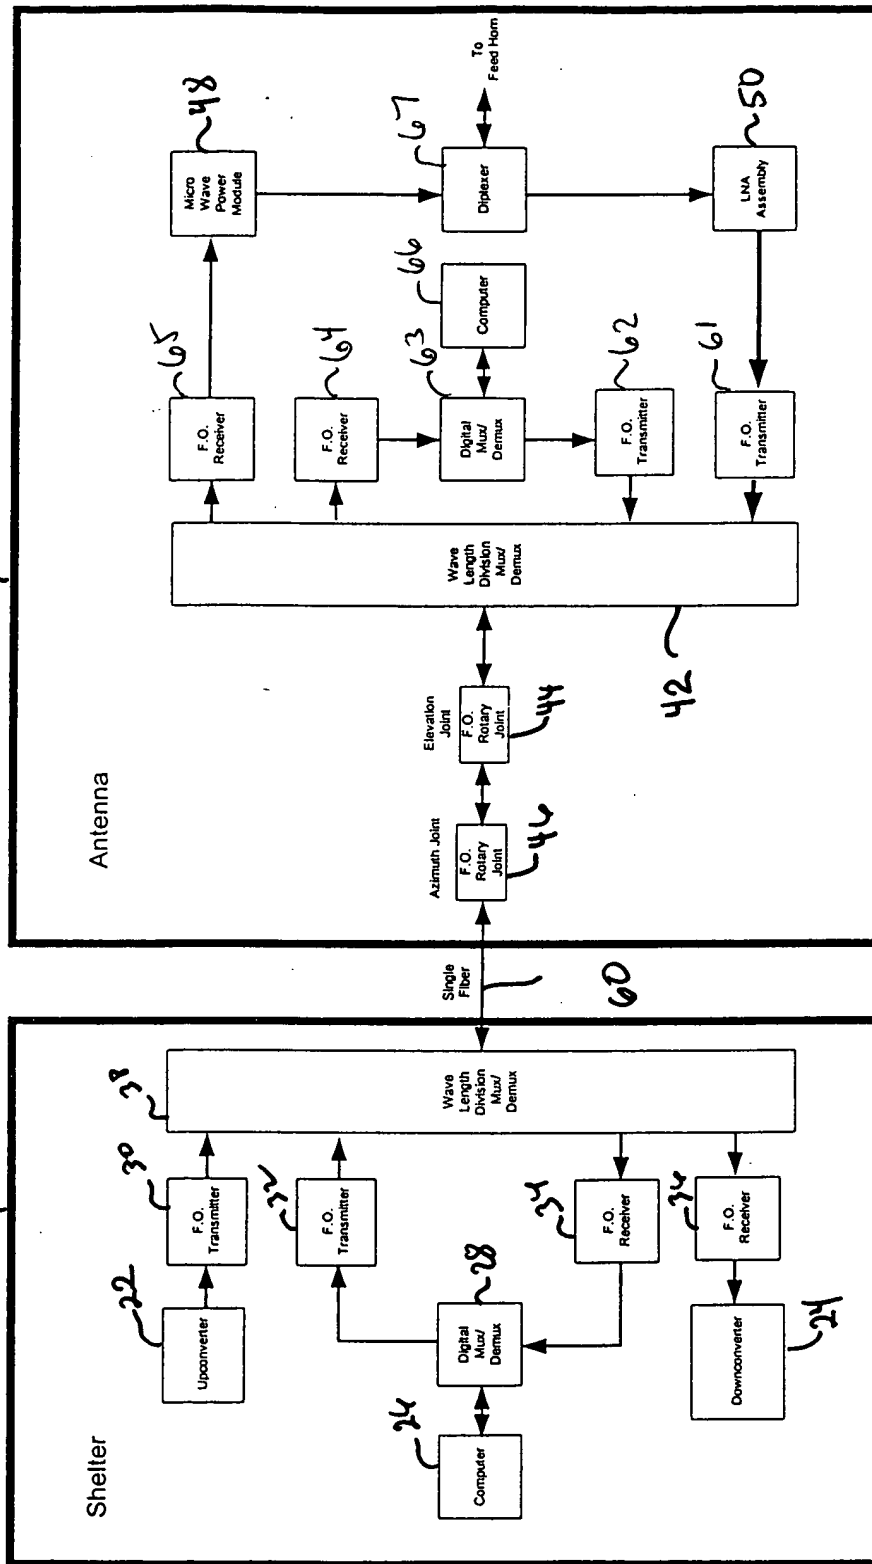 Shelter
Upconverter
22
F.O.
Transmitter
30
38
Wave
Length
Division
Mux/
Demux
F.O.
Transmitter
32
Computer
26
Digital
Mux/
Demux
28
F.O.
Receiver
34
Downconverter
24
F.O.
Receiver
36
Single
Fiber
60
Antenna
Azimuth Joint
F.O.
Rotary
Joint
46
Elevation
Joint
F.O.
Rotary
Joint
44
Wave
Length
Division
Mux/
Demux
42
F.O.
Receiver
65
Micro
Wave
Power
Module
48
F.O.
Receiver
64
Digital
Mux/
Demux
63
Computer
66
Diplexer
67
To
Feed Horn
F.O.
Transmitter
62
F.O.
Transmitter
61
LNA
Assembly
50